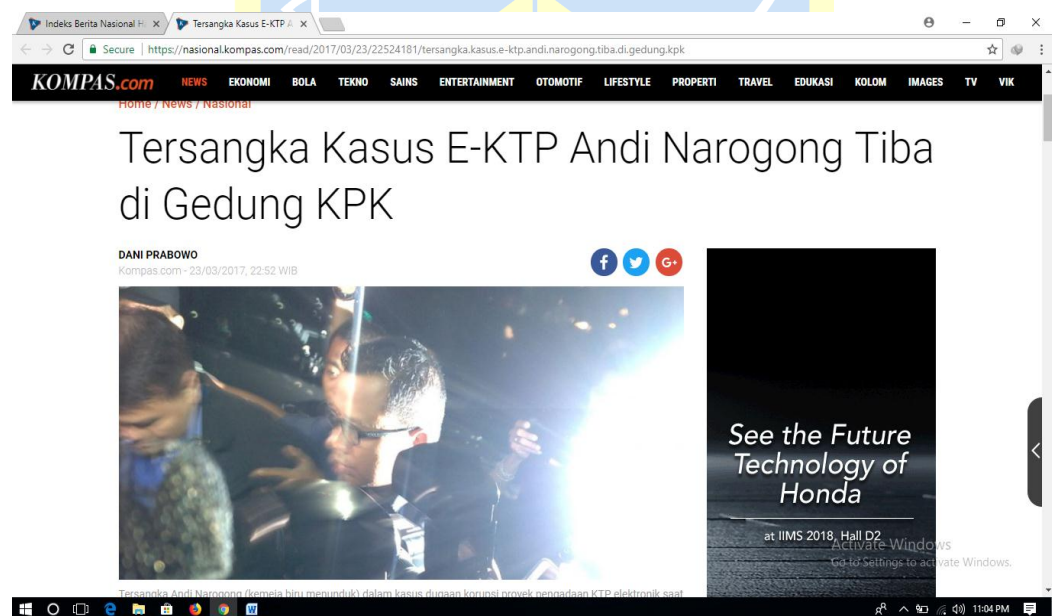 Indeks Berita Nasional H
Tersangka Kasus E-KTP A
Secure | https://nasional.kompas.com/read/2017/03/23/22524181/tersangka.kasus.e-ktp.andi.narogong.tiba.di.gedung.kpk
KOMPAS.com NEWS EKONOMI BOLA TEKNO SAINS ENTERTAINMENT OTOMOTIF LIFESTYLE PROPERTI TRAVEL EDUKASI KOLOM IMAGES TV VIK
Home / News / Nasional
Tersangka Kasus E-KTP Andi Narogong Tiba
di Gedung KPK
DANI PRABOWO
Kompas.com - 23/03/2017, 22:52 WIB
f
G+
See the Future
Technology of
Honda
at IIMS 2018, Hall D2
Activate Windows
Go to Settings to activate Windows.
Tersangka Andi Narogong (kemeja biru menunduk) dalam kasus dugaan korupsi proyek pengadaan KTP elektronik saat
11:04 PM